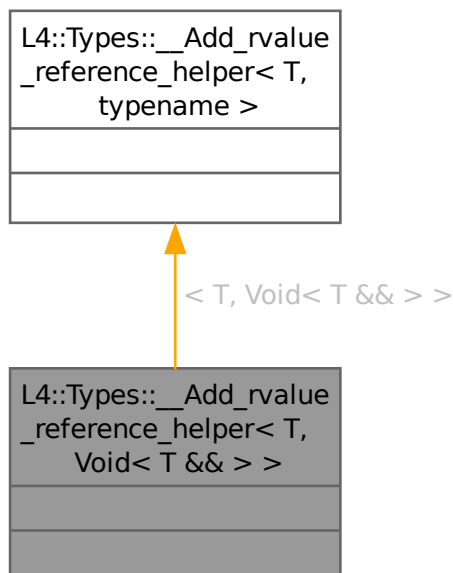 L4::Types::__Add_rvalue
_reference_helper< T,
typename >
< T, Void< T && > >
L4::Types::__Add_rvalue
_reference_helper< T,
Void< T && > >